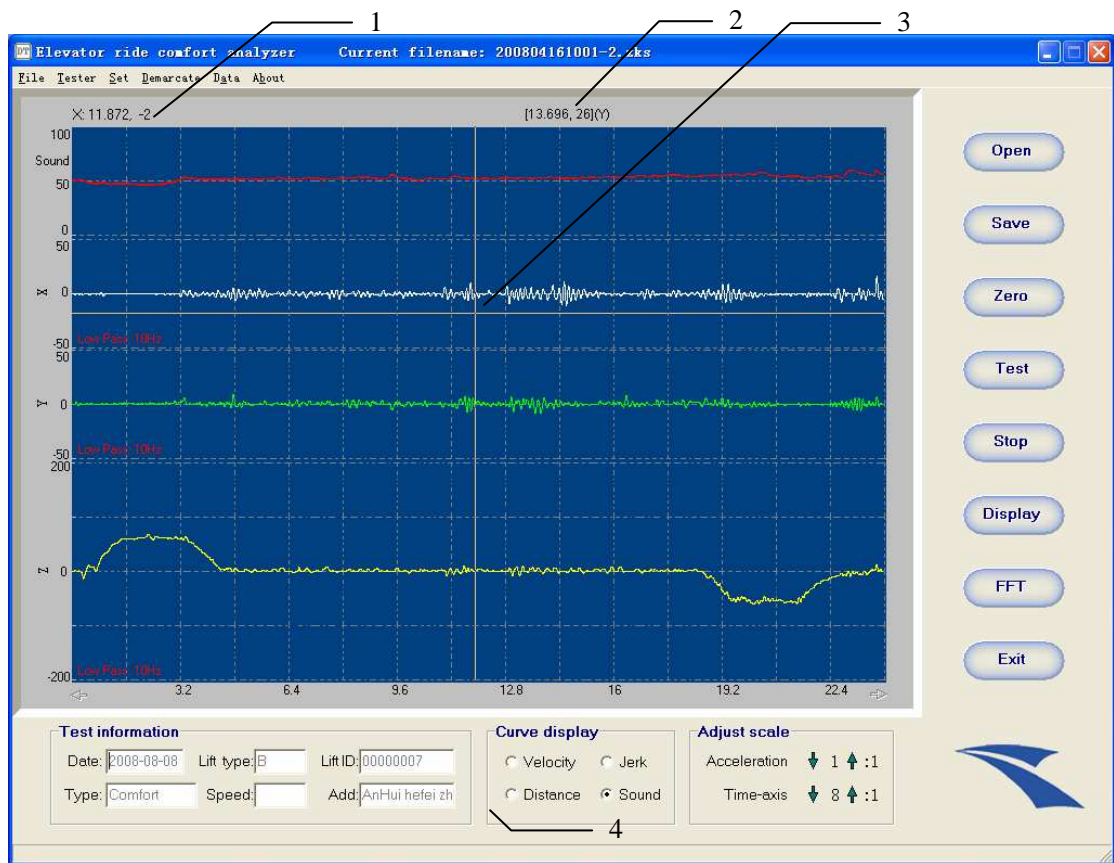 1 2 3
DT Elevator ride comfort analyzer Current filename: 200804161001-2.zks
File Tester Set Demarcate Data About
X: 11.872, -2 [13.696, 26](Y)
100
Sound
50
0
50
X 0
-50 Low Pass 10Hz
50
Y 0
-50 Low Pass 10Hz
200
Z 0
-200 Low Pass 10Hz
3.2 6.4 9.6 12.8 16 19.2 22.4
Open
Save
Zero
Test
Stop
Display
FFT
Exit
Test information
Date: 2008-08-08 Lift type: B Lift ID: 00000007
Type: Comfort Speed: Add: AnHui hefei zh
Curve display
Velocity Jerk
Distance Sound
4
Adjust scale
Acceleration 1 :1
Time-axis 8 :1